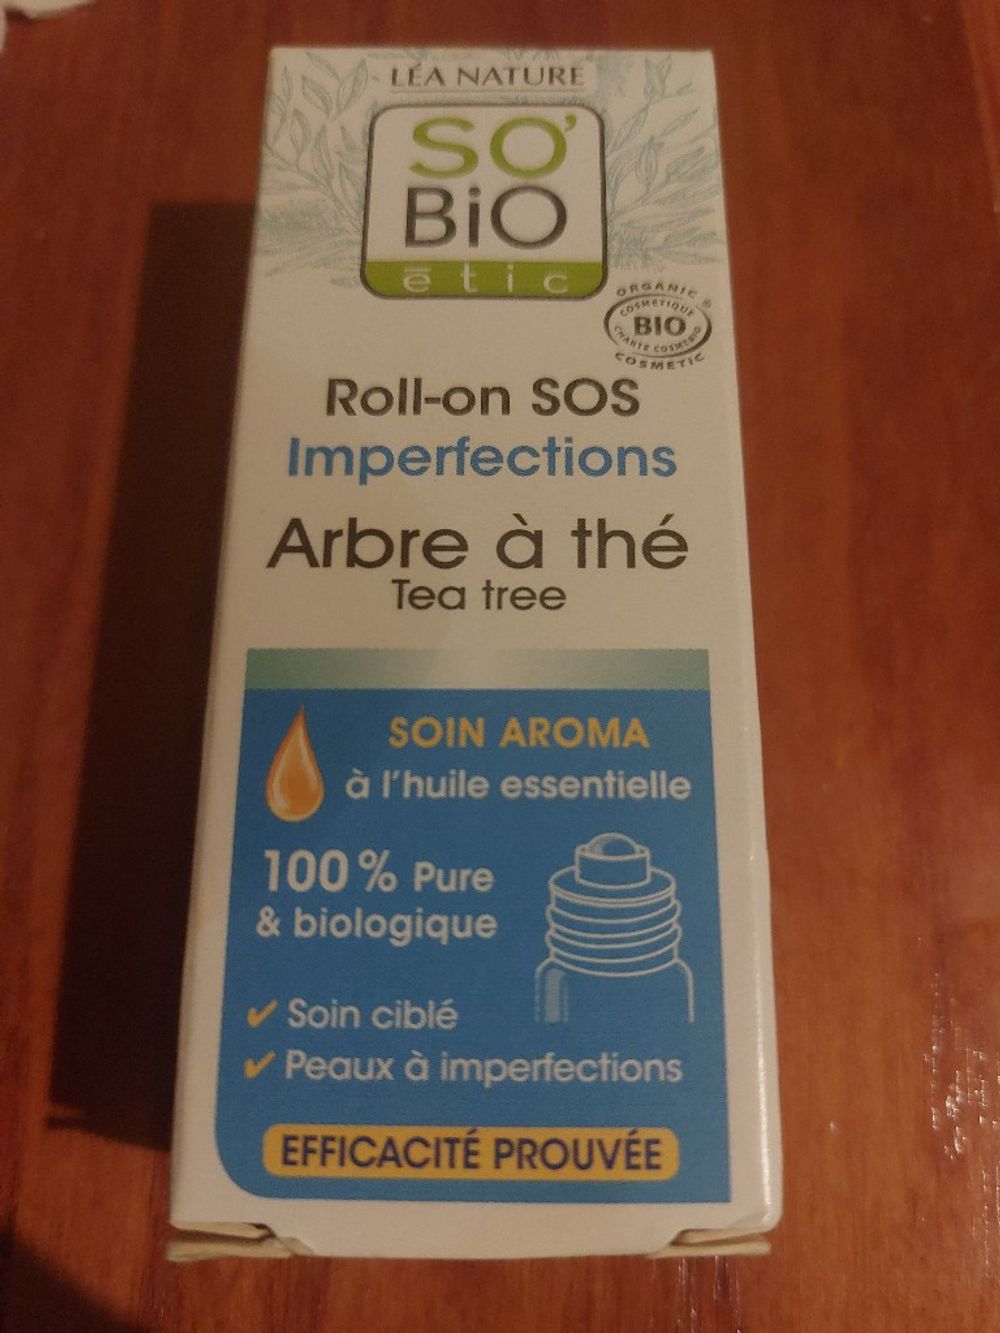 LÉA NATURE
SO'
BiO
étic
ORGANIC
COSMETIQUE
BIO
CHARTE COSMEBIO
COSMETIC
Roll-on SOS
Imperfections
Arbre à thé
Tea tree
SOIN AROMA
à l'huile essentielle
100% Pure
& biologique
✓ Soin ciblé
✓ Peaux à imperfections
EFFICACITÉ PROUVÉE